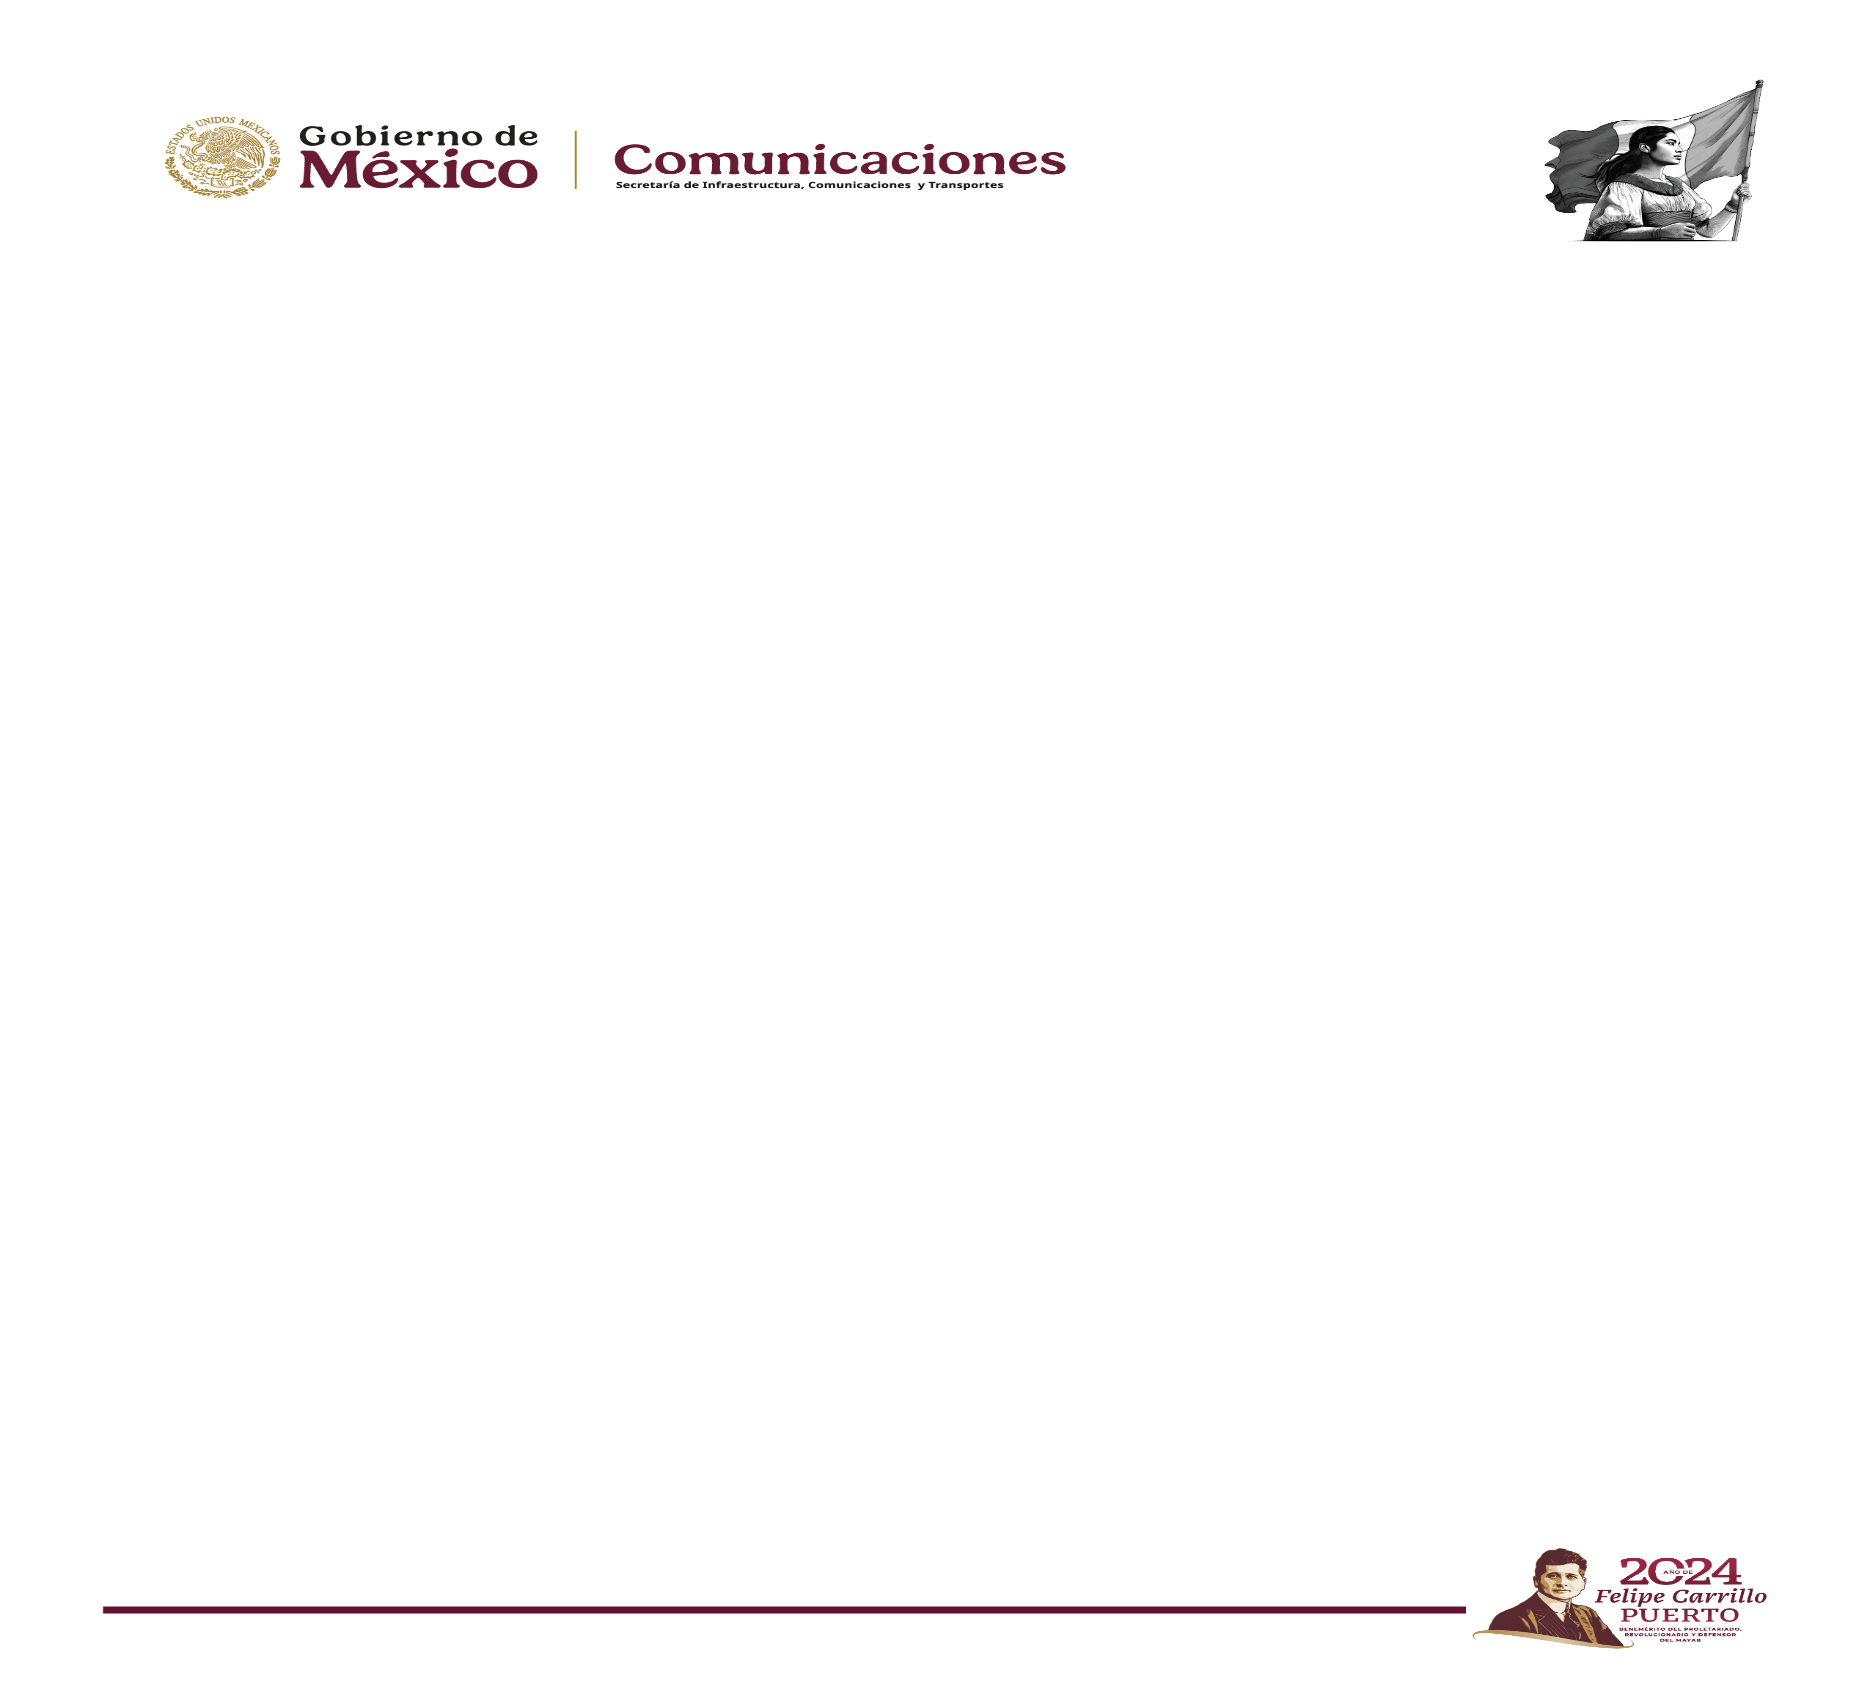 ESTADOS UNIDOS MEXICANOS
Gobierno de
México
Comunicaciones
Secretaría de Infraestructura, Comunicaciones y Transportes
2024
AÑO DE
Felipe Carrillo
PUERTO
BENEMÉRITO DEL PROLETARIADO,
REVOLUCIONARIO Y DEFENSOR
DEL MAYAB